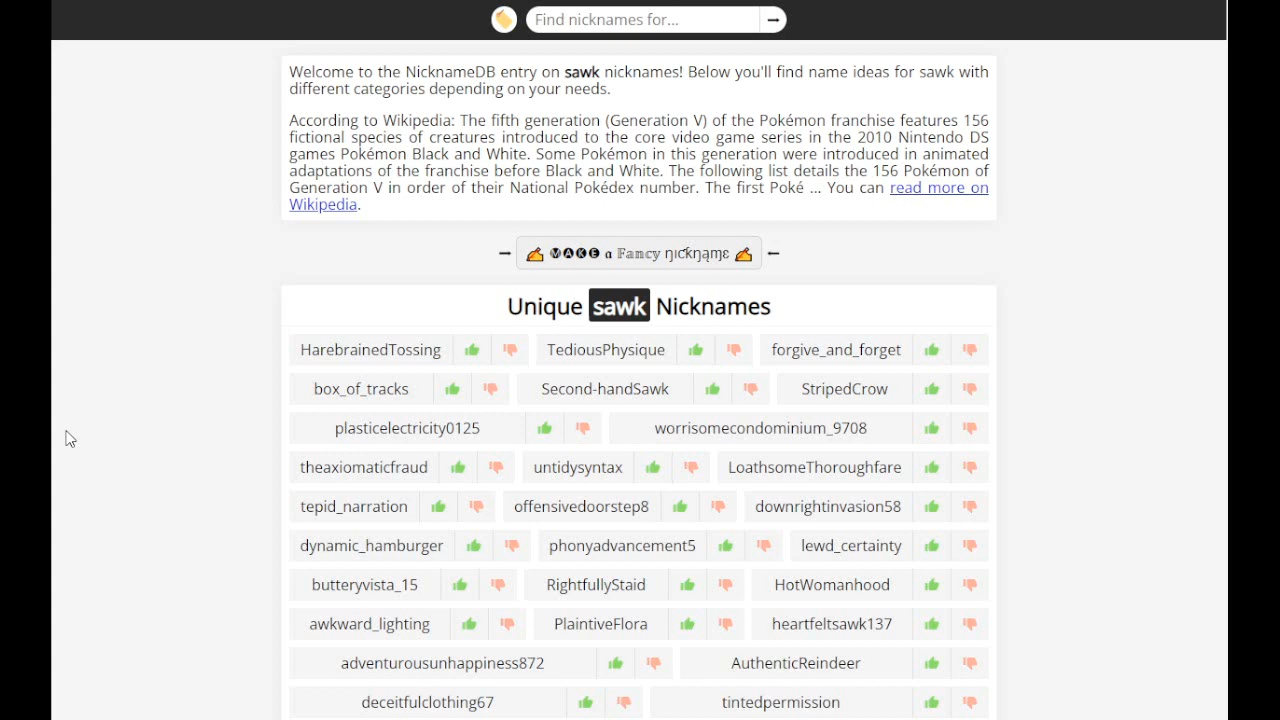 Find nicknames for...
Welcome to the NicknameDB entry on sawk nicknames! Below you'll find name ideas for sawk with
different categories depending on your needs.
According to Wikipedia: The fifth generation (Generation V) of the Pokémon franchise features 156
fictional species of creatures introduced to the core video game series in the 2010 Nintendo DS
games Pokémon Black and White. Some Pokémon in this generation were introduced in animated
adaptations of the franchise before Black and White. The following list details the 156 Pokémon of
Generation V in order of their National Pokédex number. The first Poké ... You can read more on
Wikipedia.
🅜🅐🅚🅔 𝖆 𝔽𝕒𝕟𝕔𝕪 ŋıƈƙŋąɱɛ
Unique sawk Nicknames
HarebrainedTossing TediousPhysique forgive_and_forget
box_of_tracks Second-handSawk StripedCrow
plasticelectricity0125 worrisomecondominium_9708
theaxiomaticfraud untidysyntax LoathsomeThoroughfare
tepid_narration offensivedoorstep8 downrightinvasion58
dynamic_hamburger phonyadvancement5 lewd_certainty
butteryvista_15 RightfullyStaid HotWomanhood
awkward_lighting PlaintiveFlora heartfeltsawk137
adventurousunhappiness872 AuthenticReindeer
deceitfulclothing67 tintedpermission